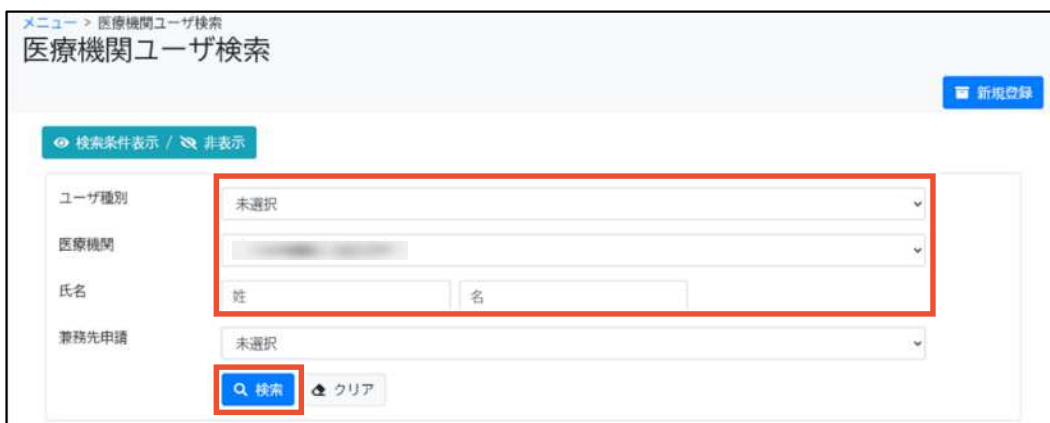 メニュー > 医療機関ユーザ検索
医療機関ユーザ検索
新規登録
検索条件表示 / 非表示
ユーザ種別
未選択
医療機関
氏名
姓 名
兼務先申請
未選択
検索 クリア